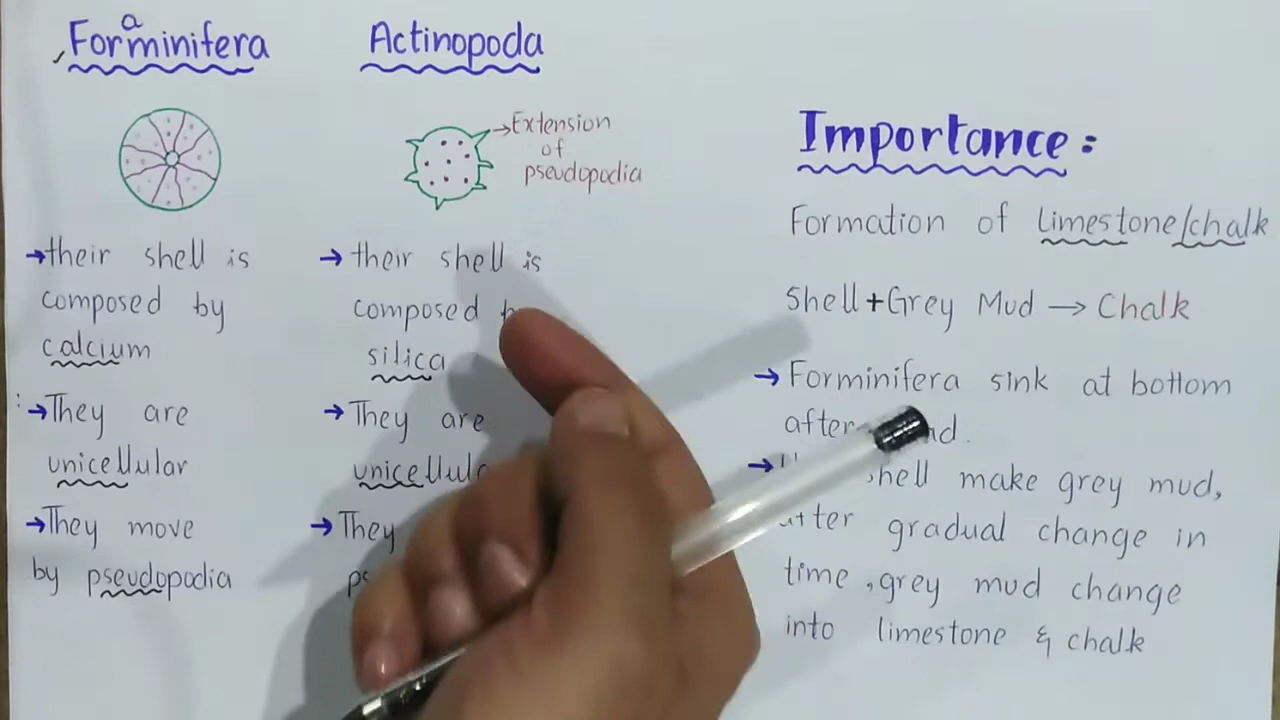 Foraminifera
their shell is
composed by
calcium
They are
unicellular
They move
by pseudopodia
Actinopoda
Extension
of
pseudopodia
their shell is
composed
silica
They are
They
Importance:
Formation of limestone/chalk
Shell+Grey Mud → Chalk
Forminifera sink at bottom
after
shell make grey mud,
after gradual change in
time, grey mud change
into limestone & chalk